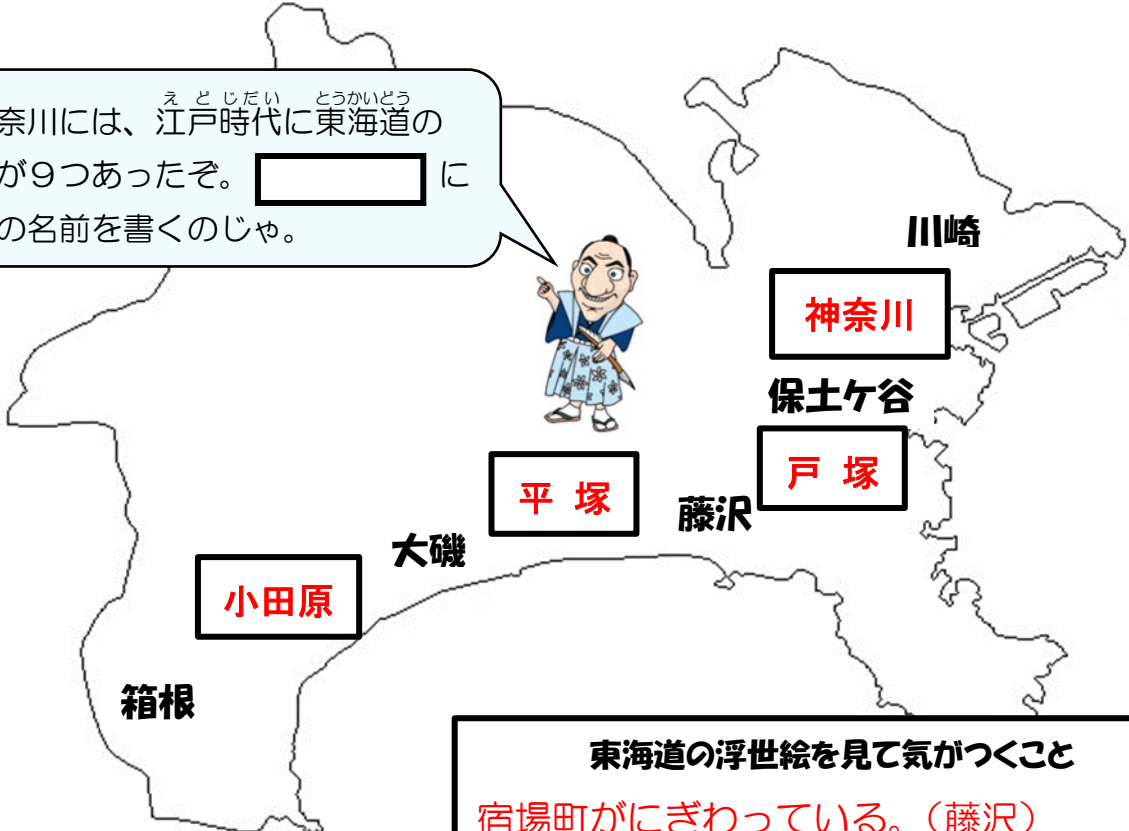 奈川には、江戸時代に東海道の
えどじだい とうかいどう
が9つあったぞ。 に
の名前を書くのじゃ。
川崎
神奈川
保土ケ谷
戸 塚
平 塚
藤沢
大磯
小田原
箱根
東海道の浮世絵を見て気がつくこと
宿場町がにぎわっている。(藤沢)